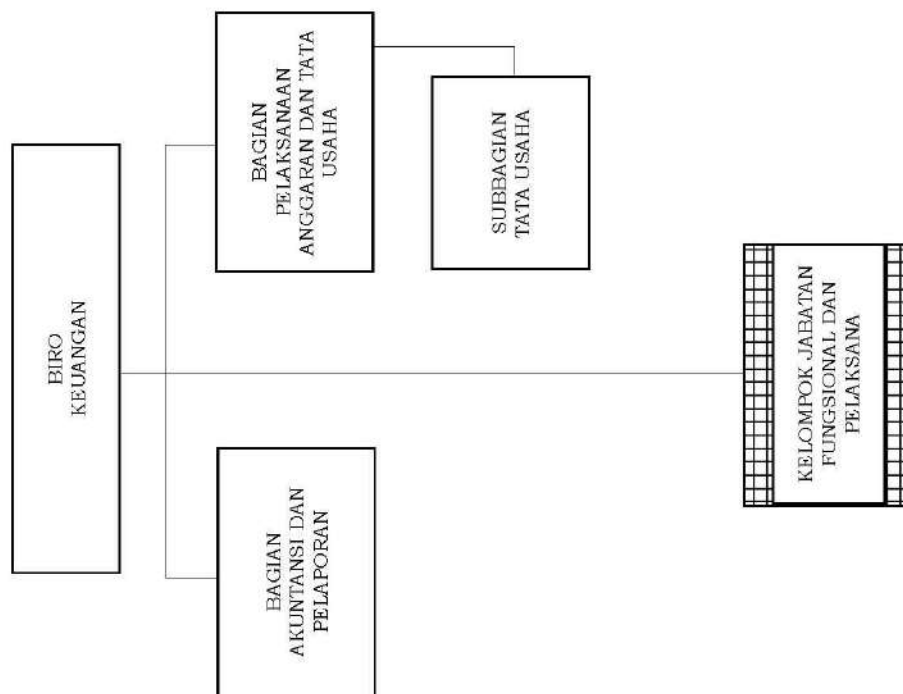 BIRO
KEUANGAN
BAGIAN
AKUNTANSI DAN
PELAPORAN
BAGIAN
PELAKSANAAN
ANGGARAN DAN TATA
USAHA
SUBBAGIAN
TATA USAHA
KELOMPOK JABATAN
FUNGSIONAL DAN
PELAKSANA